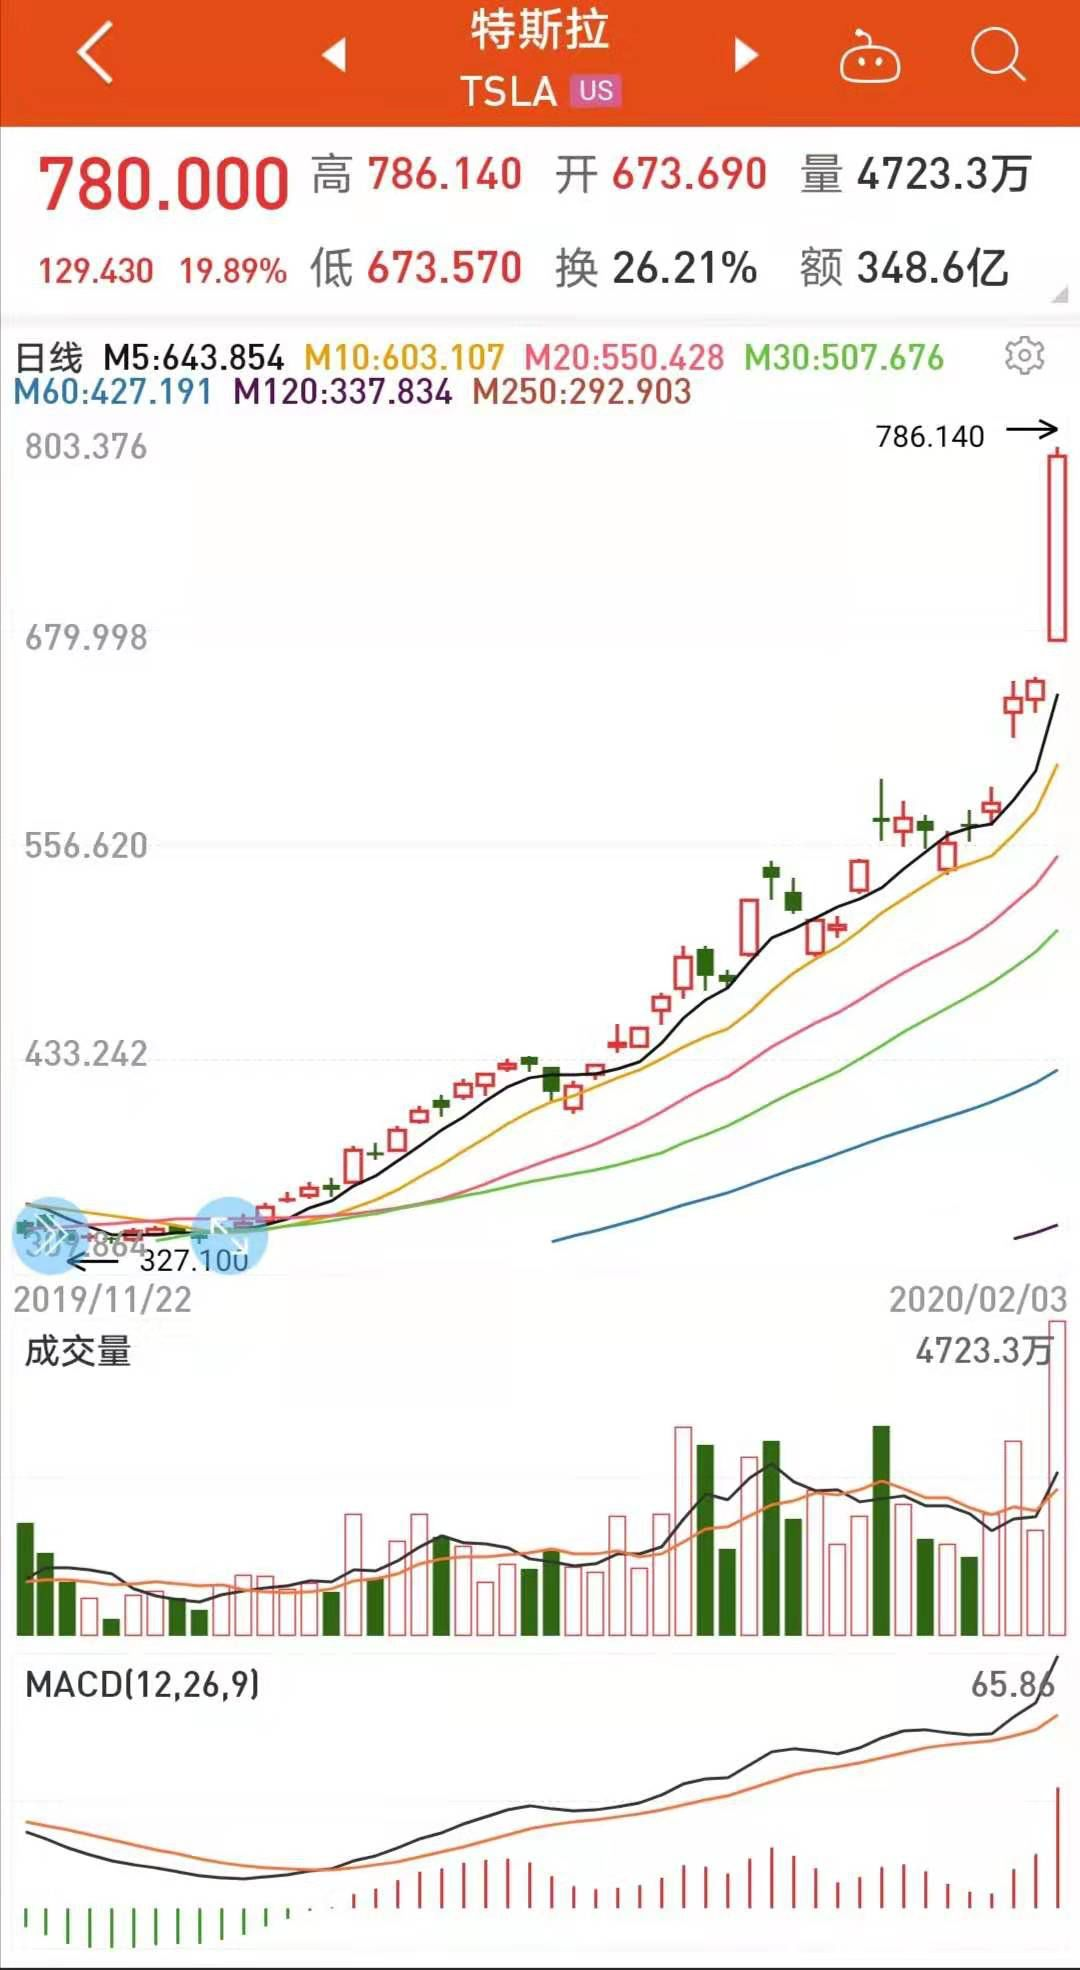 特斯拉
TSLA US
780.000 高 786.140 开 673.690 量 4723.3万
129.430 19.89% 低 673.570 换 26.21% 额 348.6亿
日线 M5:643.854 M10:603.107 M20:550.428 M30:507.676
M60:427.191 M120:337.834 M250:292.903
786.140
803.376
679.998
556.620
433.242
327.100
2019/11/22 2020/02/03
成交量 4723.3万
MACD(12,26,9) 65.86